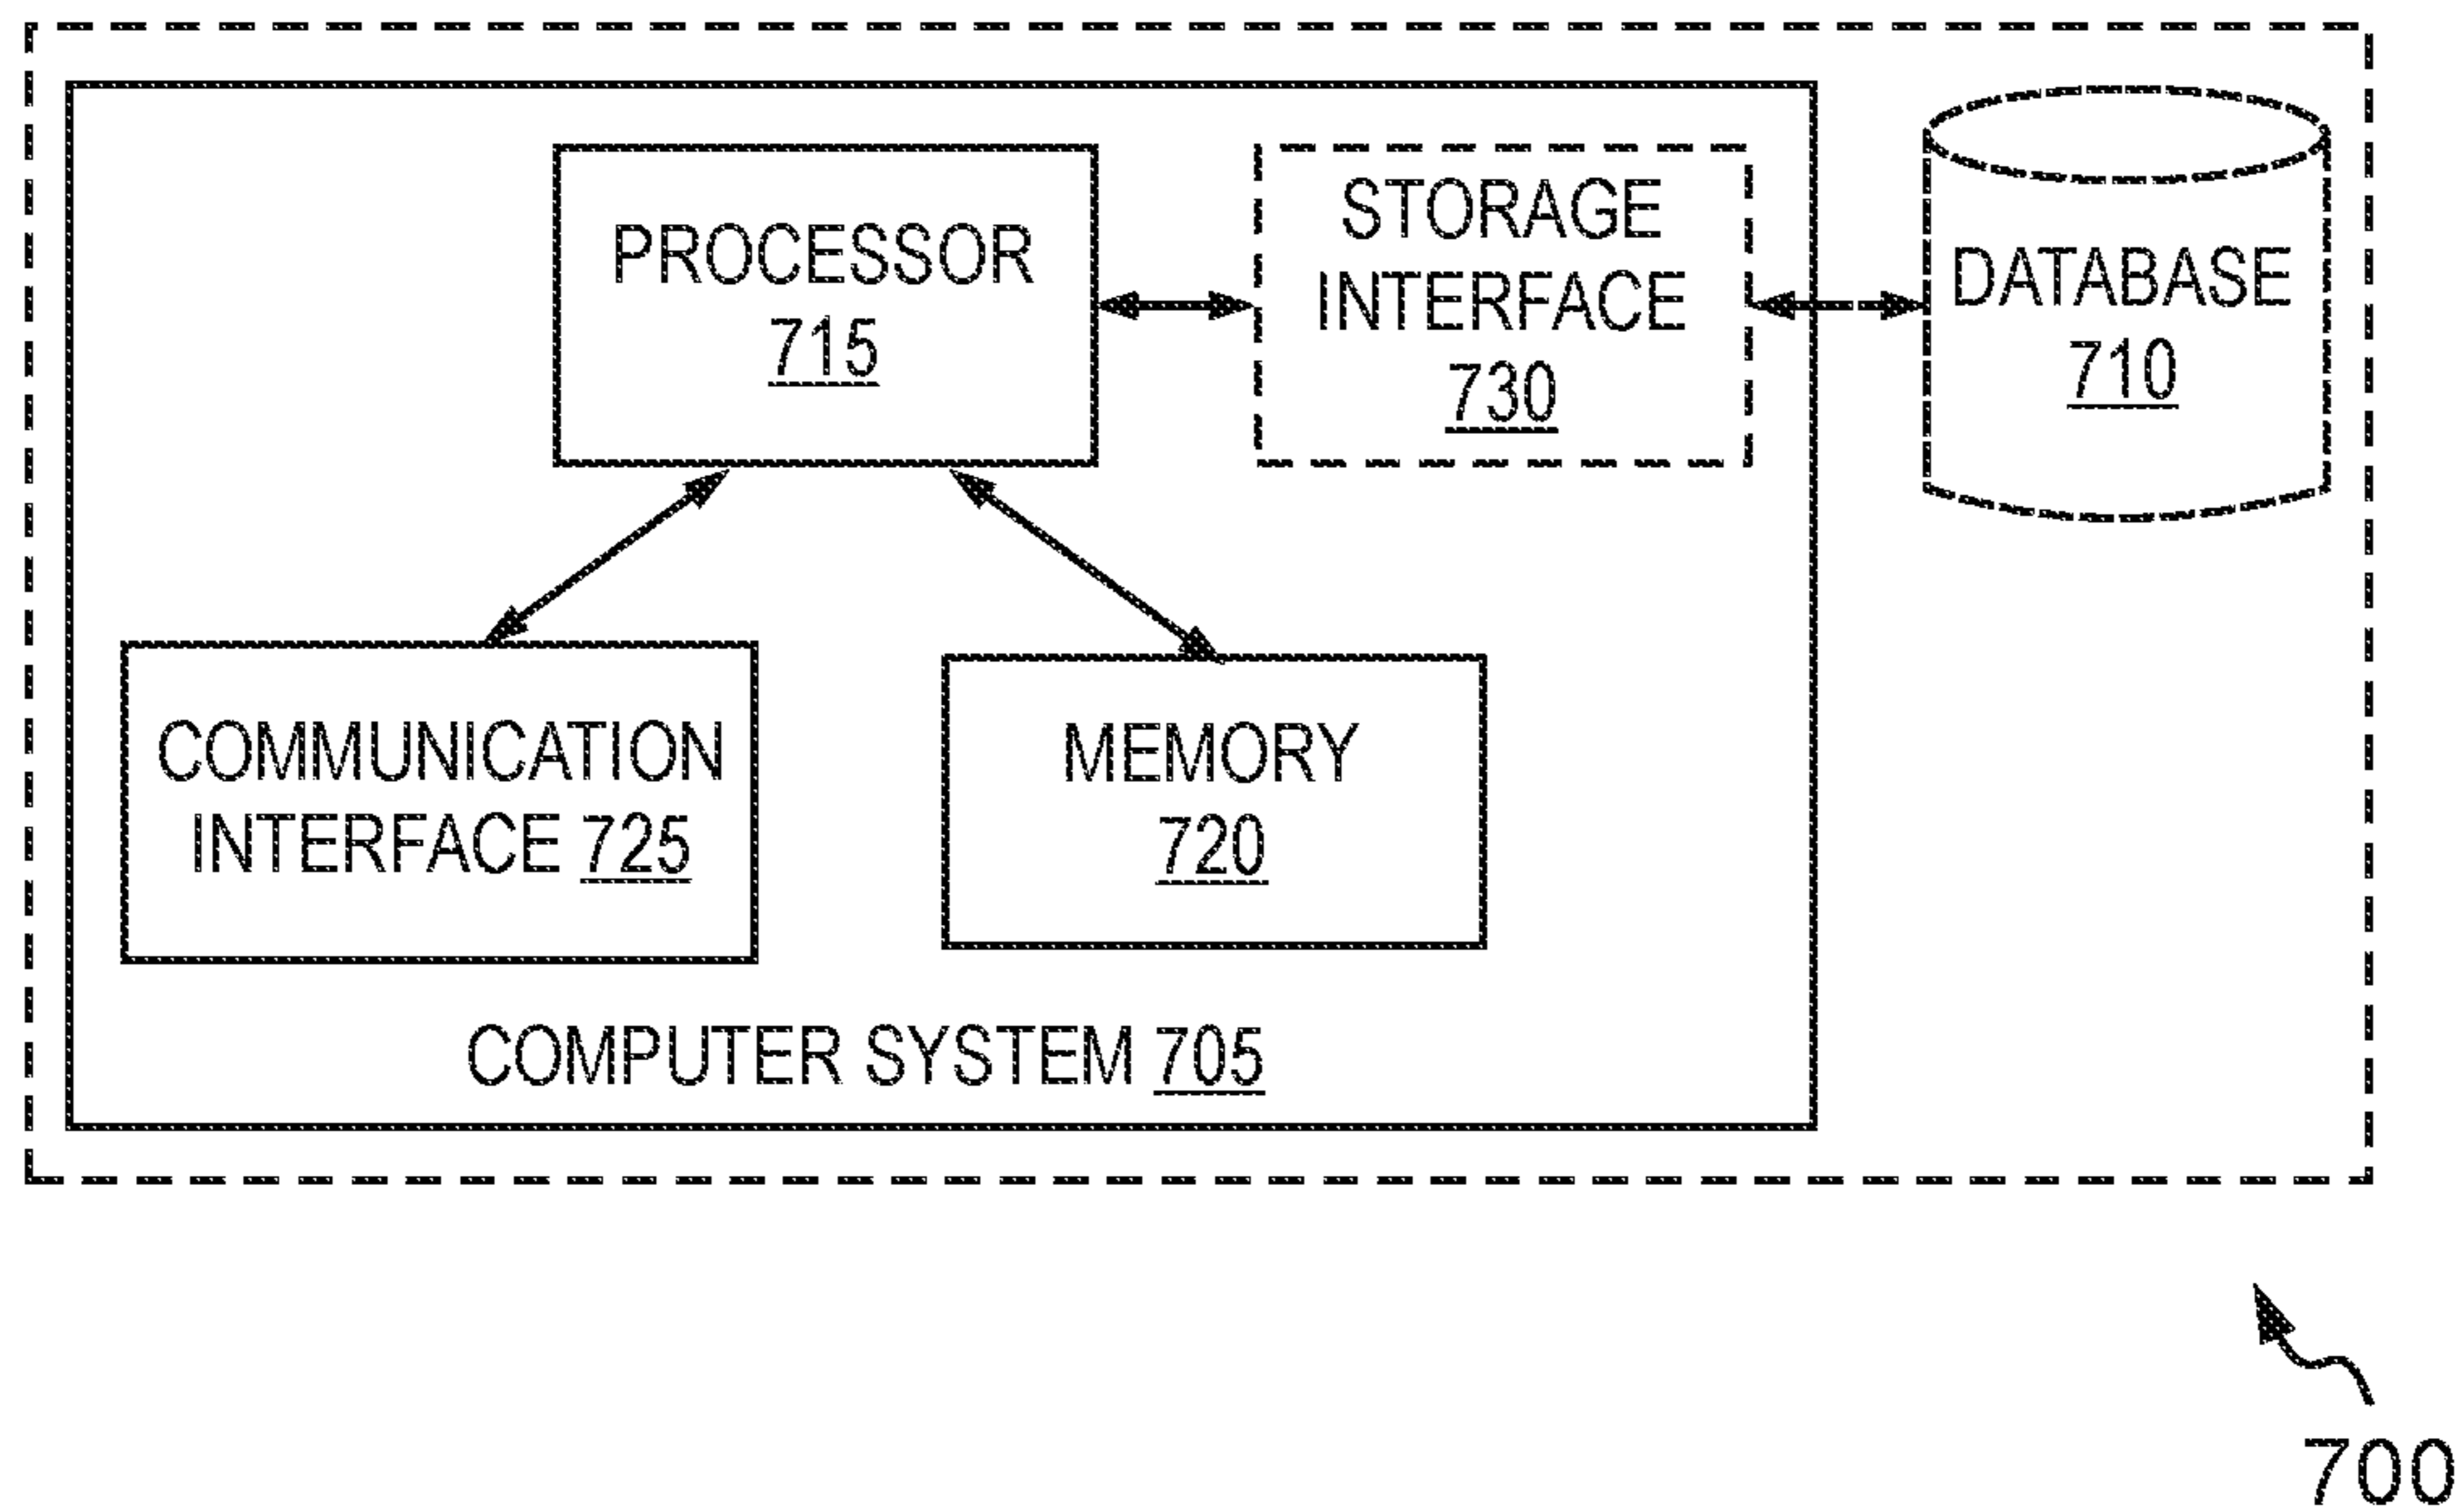 PROCESSOR
715
STORAGE
INTERFACE
730
DATABASE
710
COMMUNICATION
INTERFACE 725
MEMORY
720
COMPUTER SYSTEM 705
700